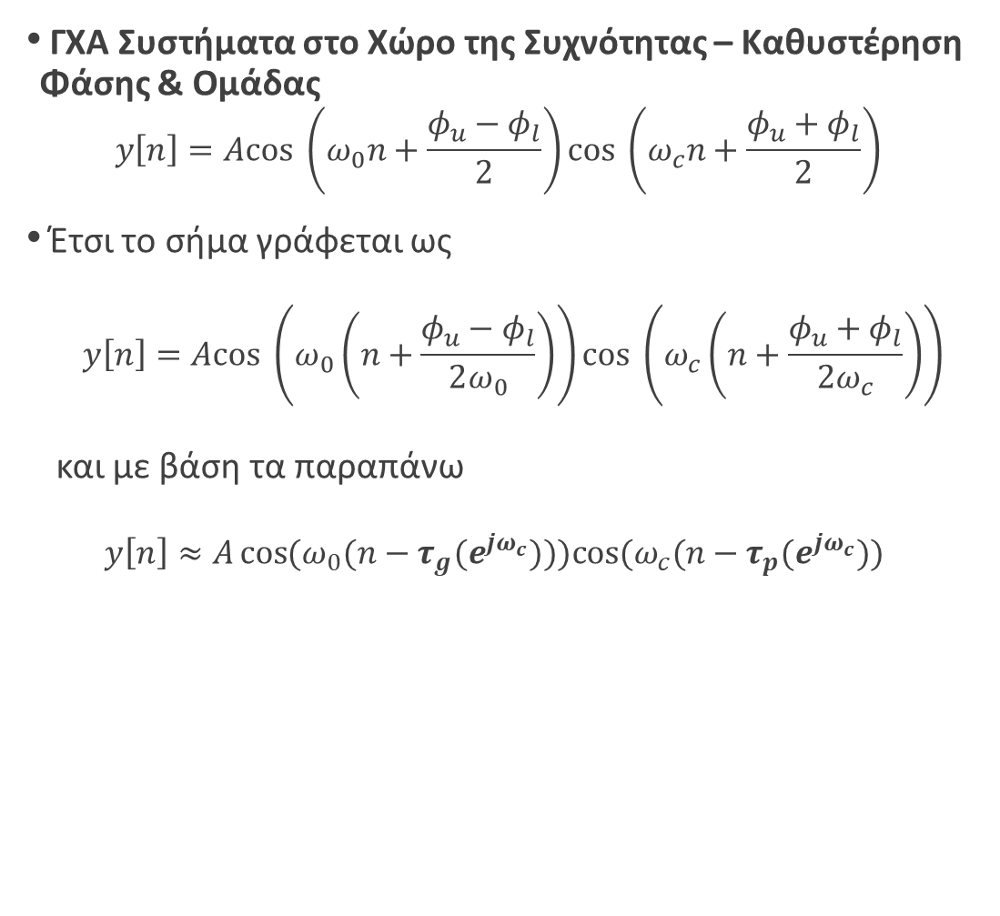 • ΓΧΑ Συστήματα στο Χώρο της Συχνότητας – Καθυστέρηση
Φάσης & Ομάδας
y[n] = Acos (ω₀n + (ϕᵤ − ϕₗ)/2) cos (ω_c n + (ϕᵤ + ϕₗ)/2)
• Έτσι το σήμα γράφεται ως
y[n] = Acos (ω₀ (n + (ϕᵤ − ϕₗ)/2ω₀)) cos (ω_c (n + (ϕᵤ + ϕₗ)/2ω_c))
και με βάση τα παραπάνω
y[n] ≈ A cos(ω₀(n − τ_g(e^{jω_c})))cos(ω_c(n − τ_p(e^{jω_c}))